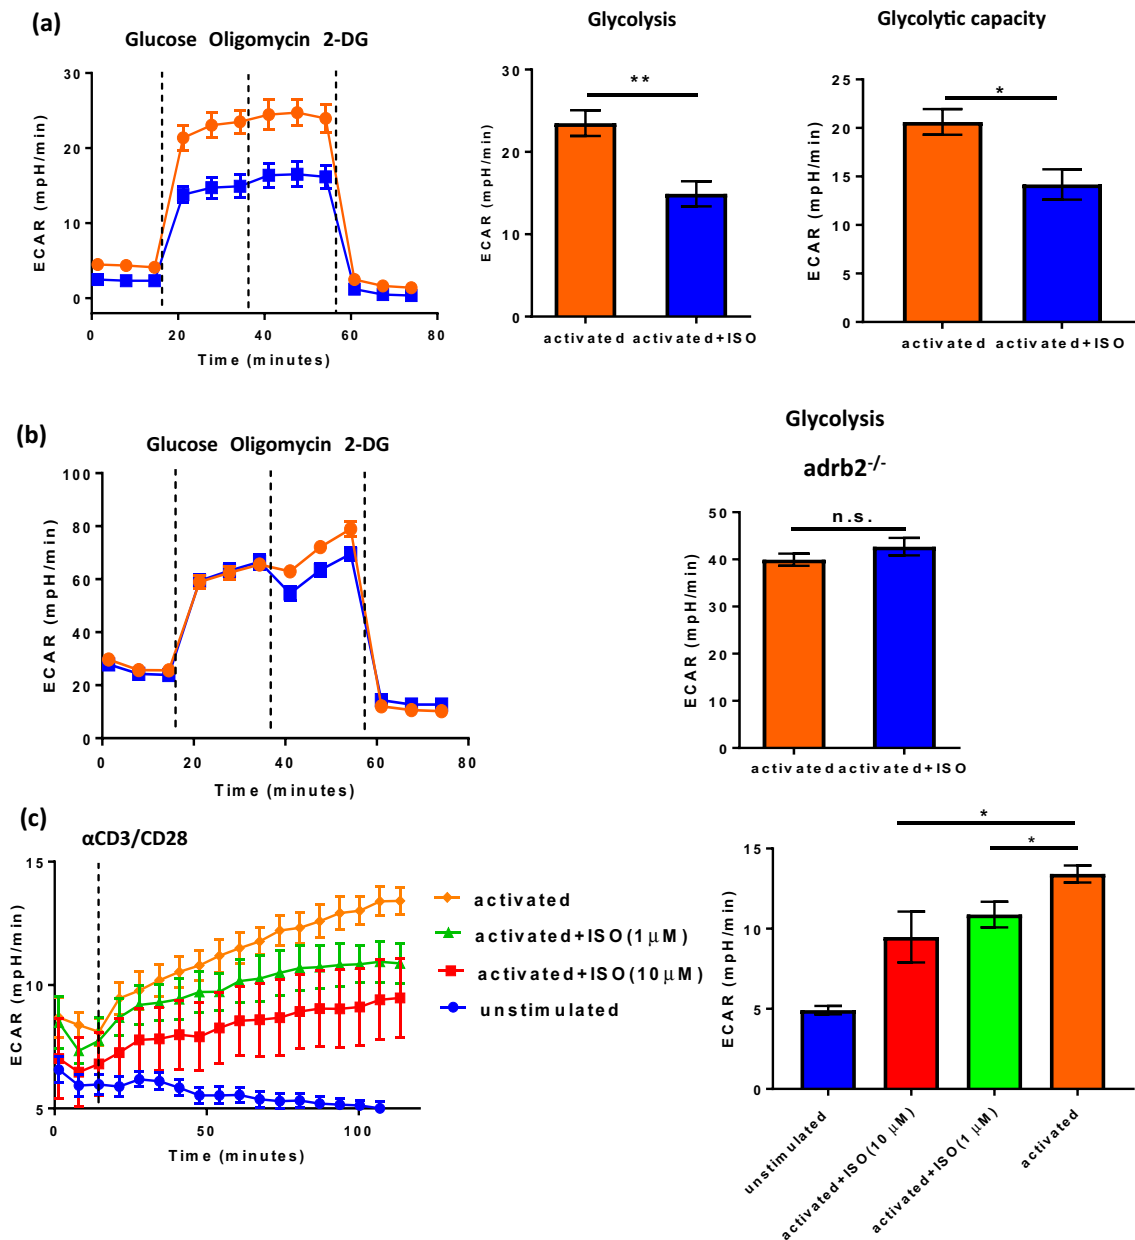 (a)
Glucose Oligomycin 2-DG
30
20
10
0
ECAR (mpH/min)
0 20 40 60 80
Time (minutes)
Glycolysis
30
20
10
0
ECAR (mpH/min)
**
activated activated+ISO
Glycolytic capacity
25
20
15
10
5
0
ECAR (mpH/min)
*
activated activated+ISO
(b)
Glucose Oligomycin 2-DG
100
80
60
40
20
0
ECAR (mpH/min)
0 20 40 60 80
Time (minutes)
Glycolysis
adrb2-/-
50
40
30
20
10
0
ECAR (mpH/min)
n.s.
activated activated+ISO
(c)
αCD3/CD28
15
10
5
ECAR (mpH/min)
0 50 100
Time (minutes)
activated
activated+ISO(1 μM)
activated+ISO(10 μM)
unstimulated
15
10
5
0
ECAR (mpH/min)
*
*
unstimulated
activated+ISO(10 μM)
activated+ISO(1 μM)
activated